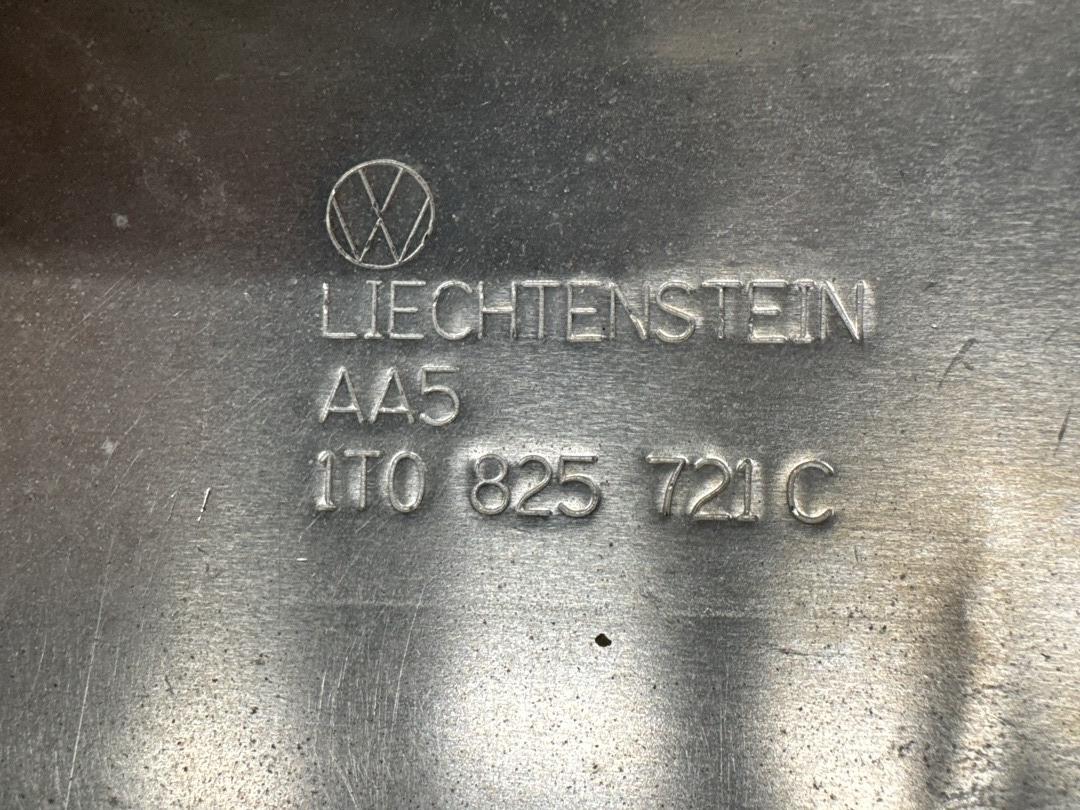 LIECHTENSTEIN
AA5
1T0 825 721 C